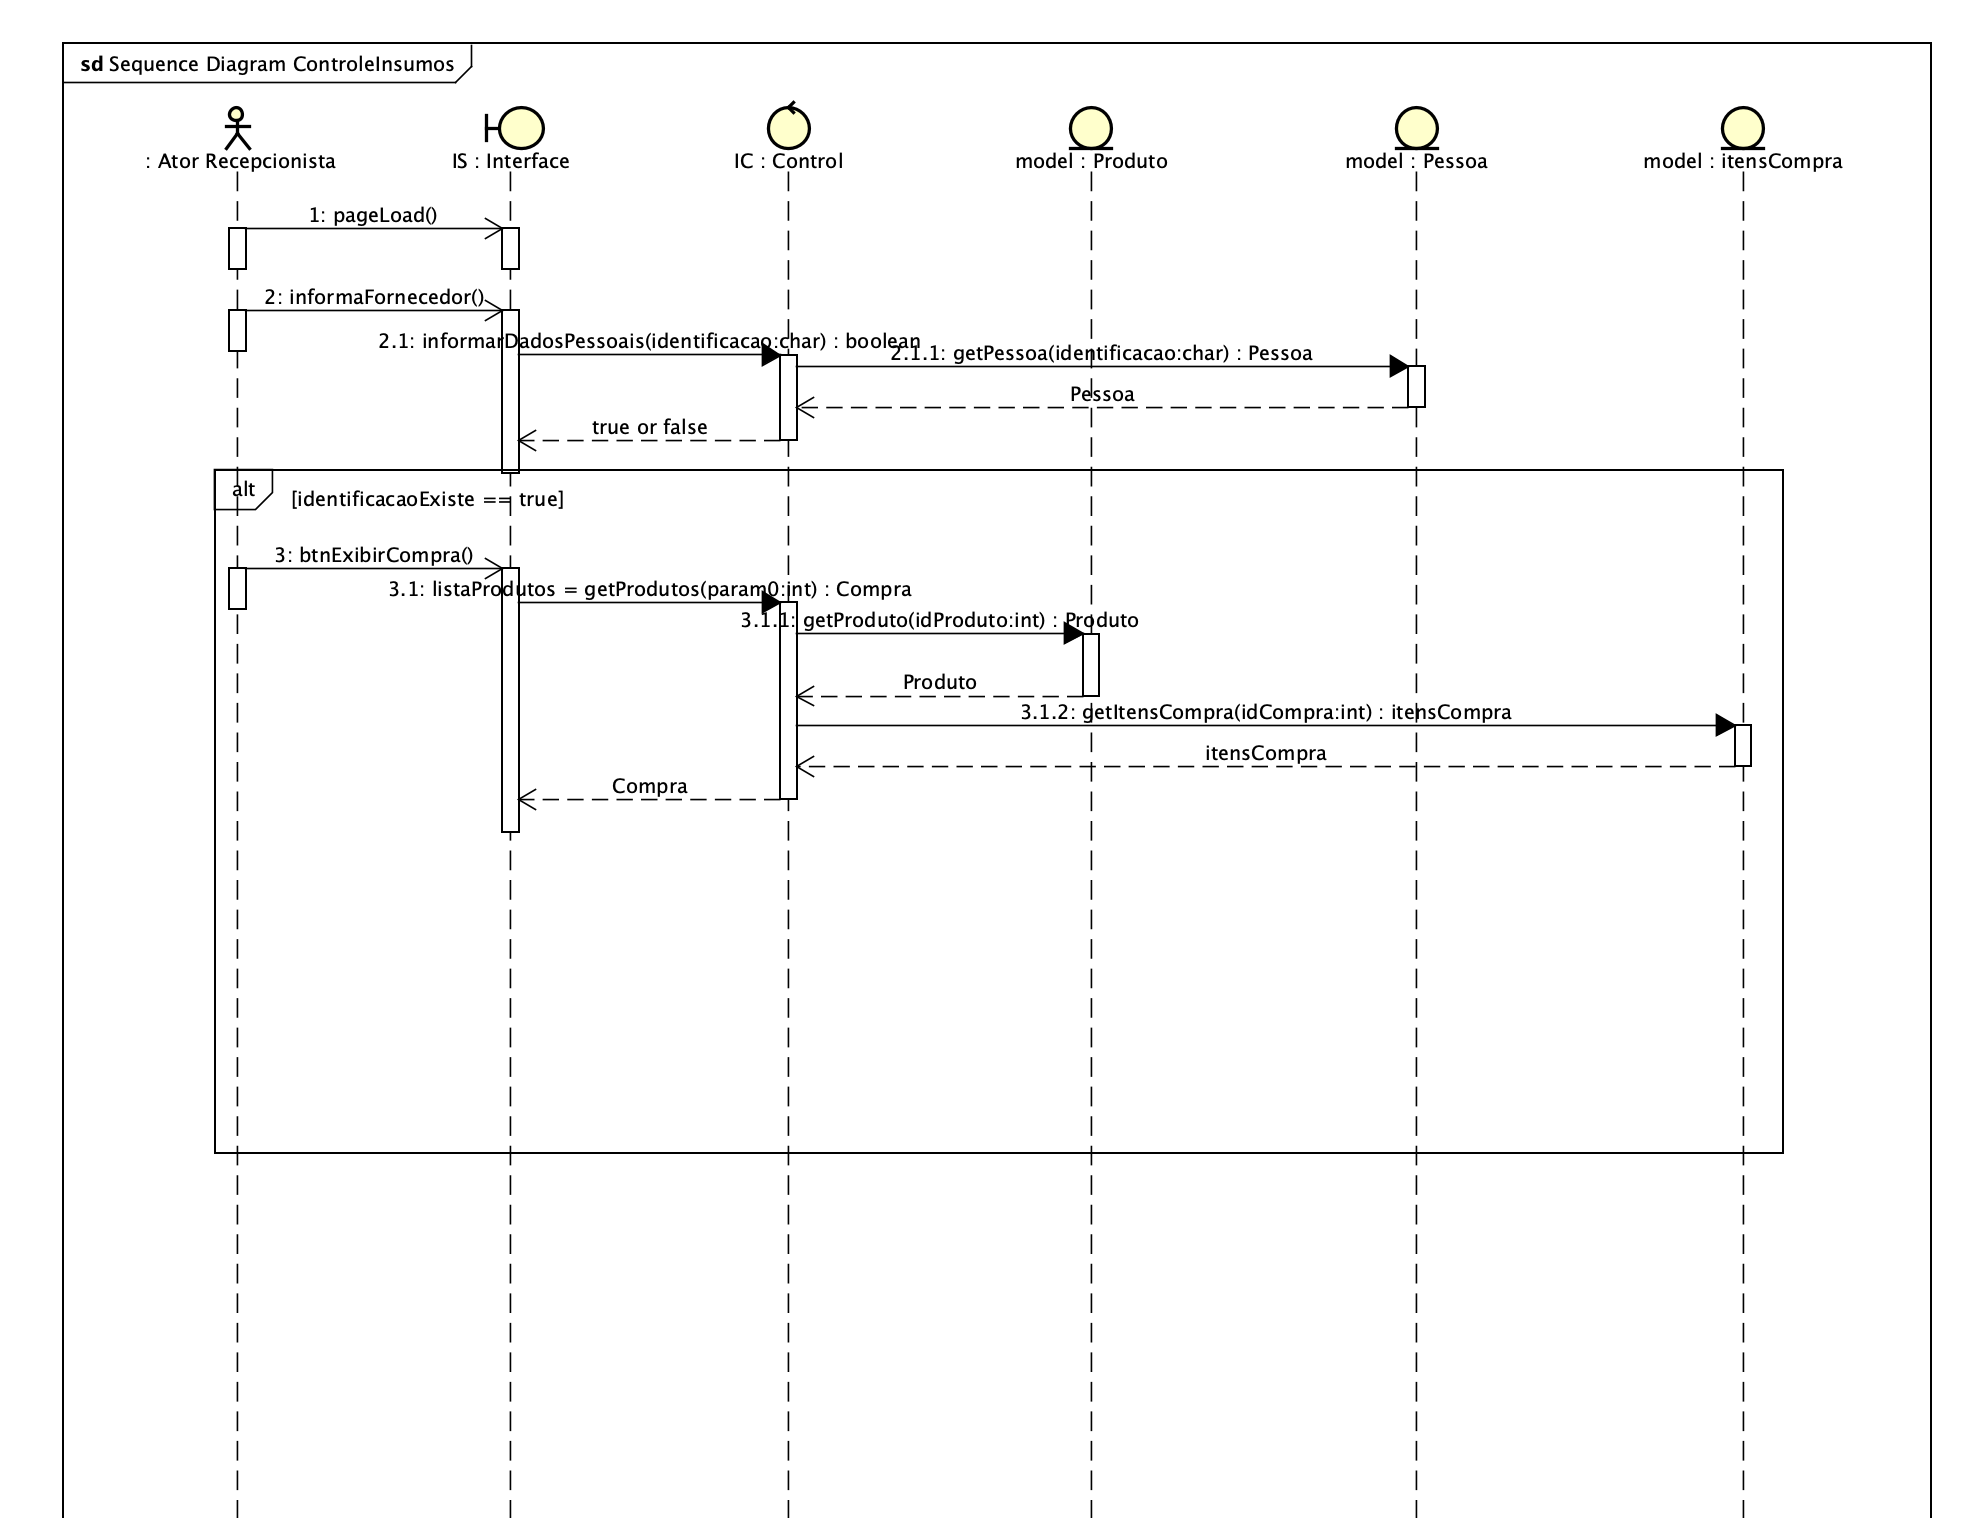 sd Sequence Diagram ControleInsumos
: Ator Recepcionista
IS : Interface
IC : Control
model : Produto
model : Pessoa
model : itensCompra
1: pageLoad()
2: informaFornecedor()
2.1: informarDadosPessoais(identificacao:char) : boolean
2.1.1: getPessoa(identificacao:char) : Pessoa
Pessoa
true or false
alt
[identificacaoExiste == true]
3: btnExibirCompra()
3.1: listaProdutos = getProdutos(param0:int) : Compra
3.1.1: getProduto(idProduto:int) : Produto
Produto
3.1.2: getItensCompra(idCompra:int) : itensCompra
itensCompra
Compra